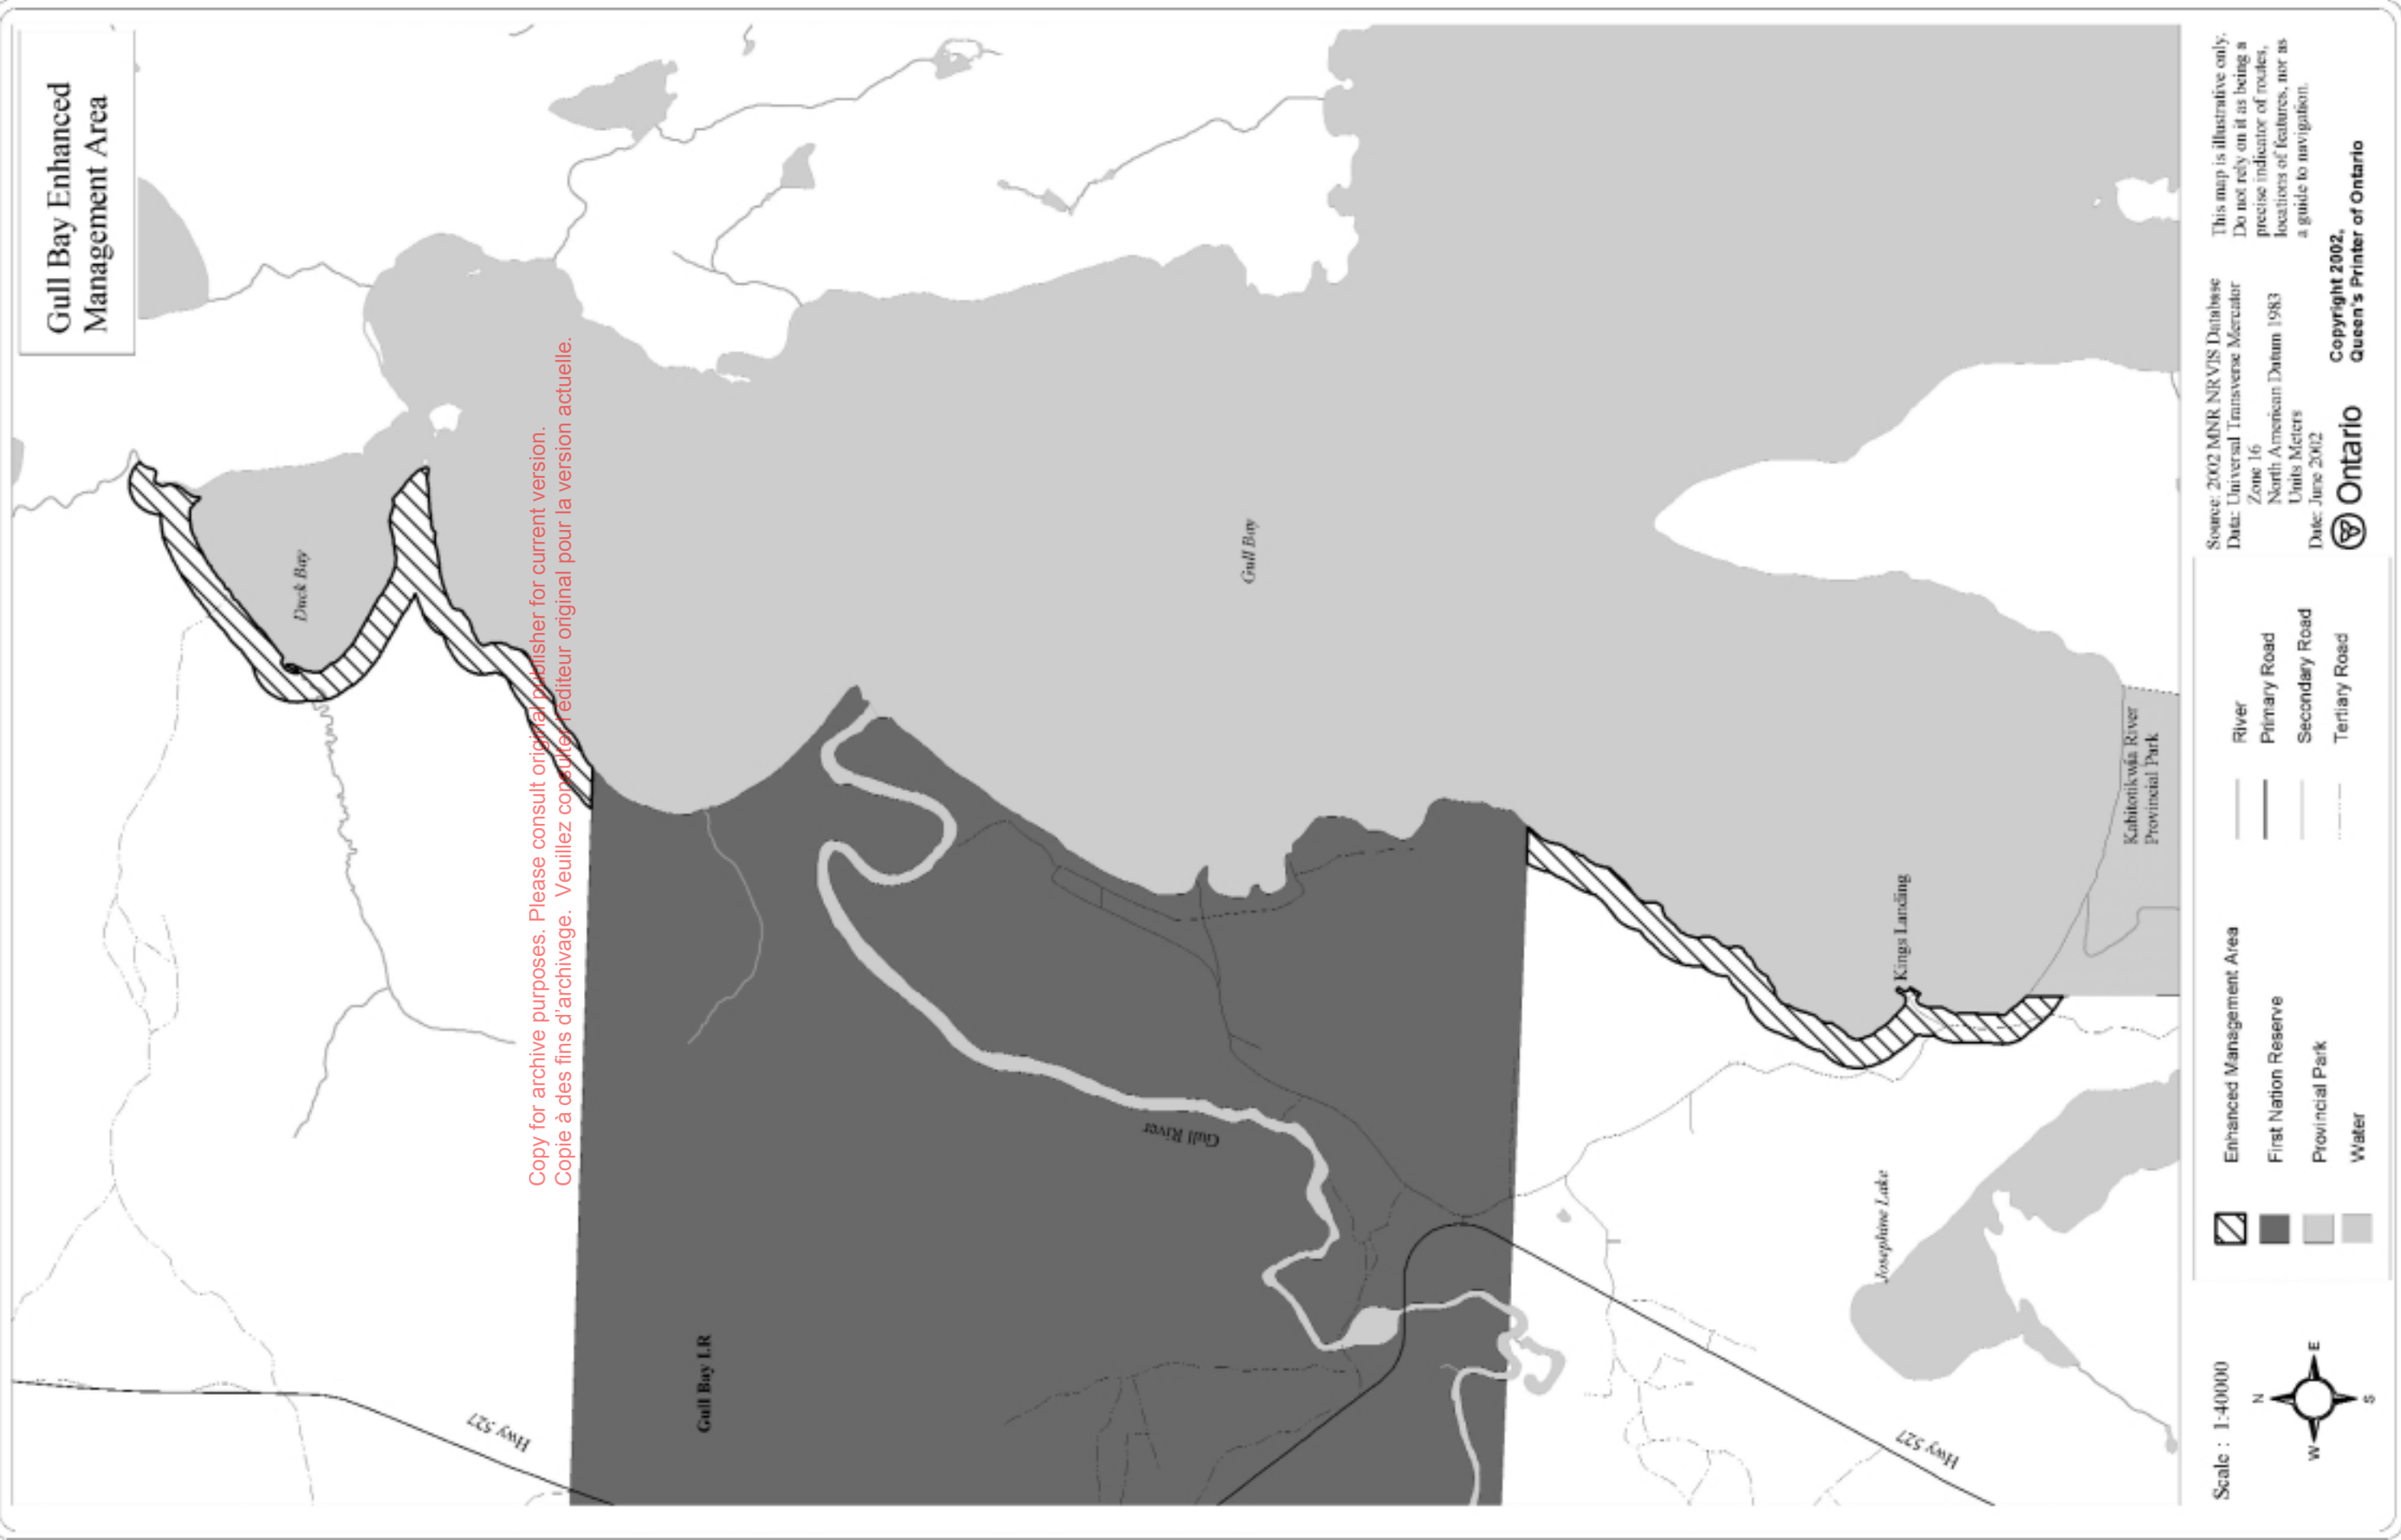 Gull Bay Enhanced
Management Area
Duck Bay
Copy for archive purposes. Please consult original publisher for current version.
Copie à des fins d'archivage. Veuillez consulter l'éditeur original pour la version actuelle.
Gull Bay
Gull River
Gull Bay I.R
Hwy 527
Kings Landing
Kabitotikwia River
Provincial Park
Josephine Lake
Hwy 527
Scale : 1:40000
N
W
E
S
Enhanced Management Area
First Nation Reserve
Provincial Park
Water
River
Primary Road
Secondary Road
Tertiary Road
Source: 2002 MNR NRVIS Database
Data: Universal Transverse Mercator
Zone 16
North American Datum 1983
Units Meters
Date: June 2002
Ontario
This map is illustrative only.
Do not rely on it as being a
precise indicator of routes,
locations of features, nor as
a guide to navigation.
Copyright 2002,
Queen's Printer of Ontario